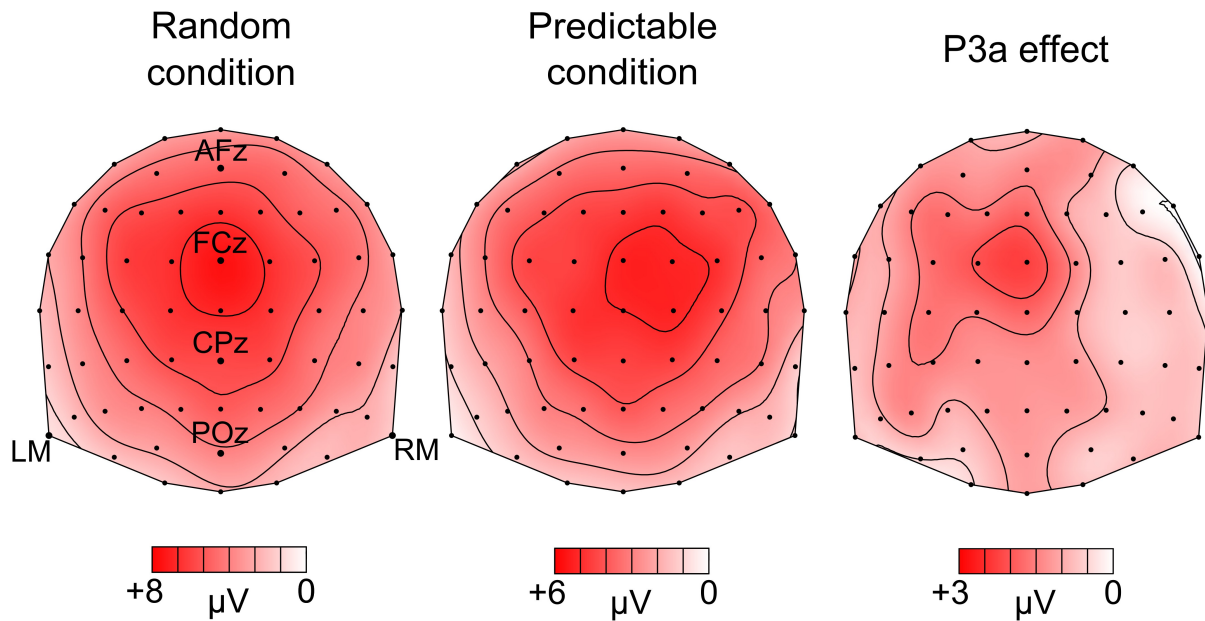 Random
condition
Predictable
condition
P3a effect
AFz
FCz
CPz
POz
LM
RM
+8
µV
0
+6
µV
0
+3
µV
0